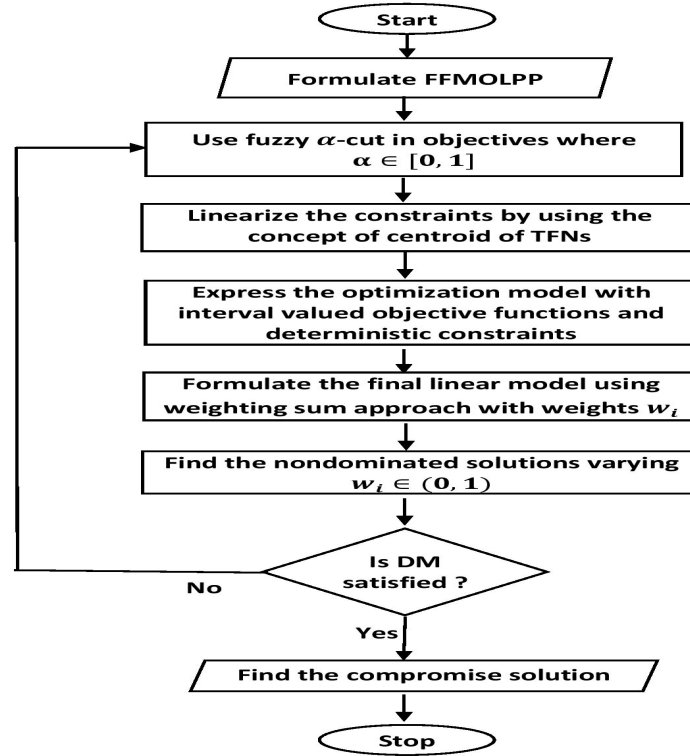 Start
Formulate FFMOLPP
Use fuzzy α-cut in objectives where
α ∈ [0, 1]
Linearize the constraints by using the
concept of centroid of TFNs
Express the optimization model with
interval valued objective functions and
deterministic constraints
Formulate the final linear model using
weighting sum approach with weights wᵢ
Find the nondominated solutions varying
wᵢ ∈ (0, 1)
Is DM
satisfied ?
No
Yes
Find the compromise solution
Stop